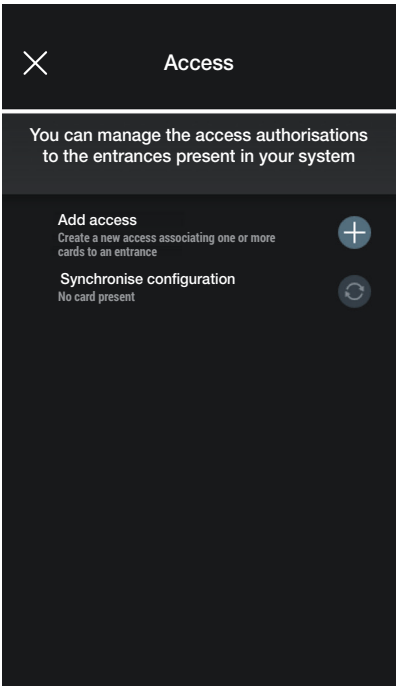 Access
You can manage the access authorisations
to the entrances present in your system
Add access
Create a new access associating one or more
cards to an entrance
Synchronise configuration
No card present